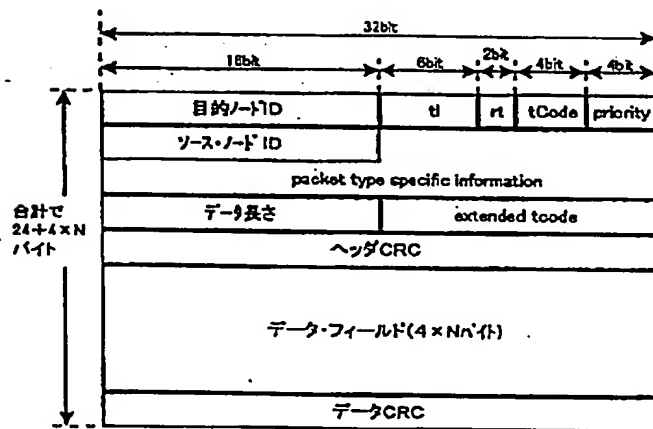 32bit
16bit 6bit 2bit 4bit 4bit
目的ノードID tl rt tCode priority
ソース・ノードID
packet type specific information
データ長さ extended tcode
ヘッダCRC
合計で
24+4×N
バイト
データ・フィールド(4×Nバイト)
データCRC